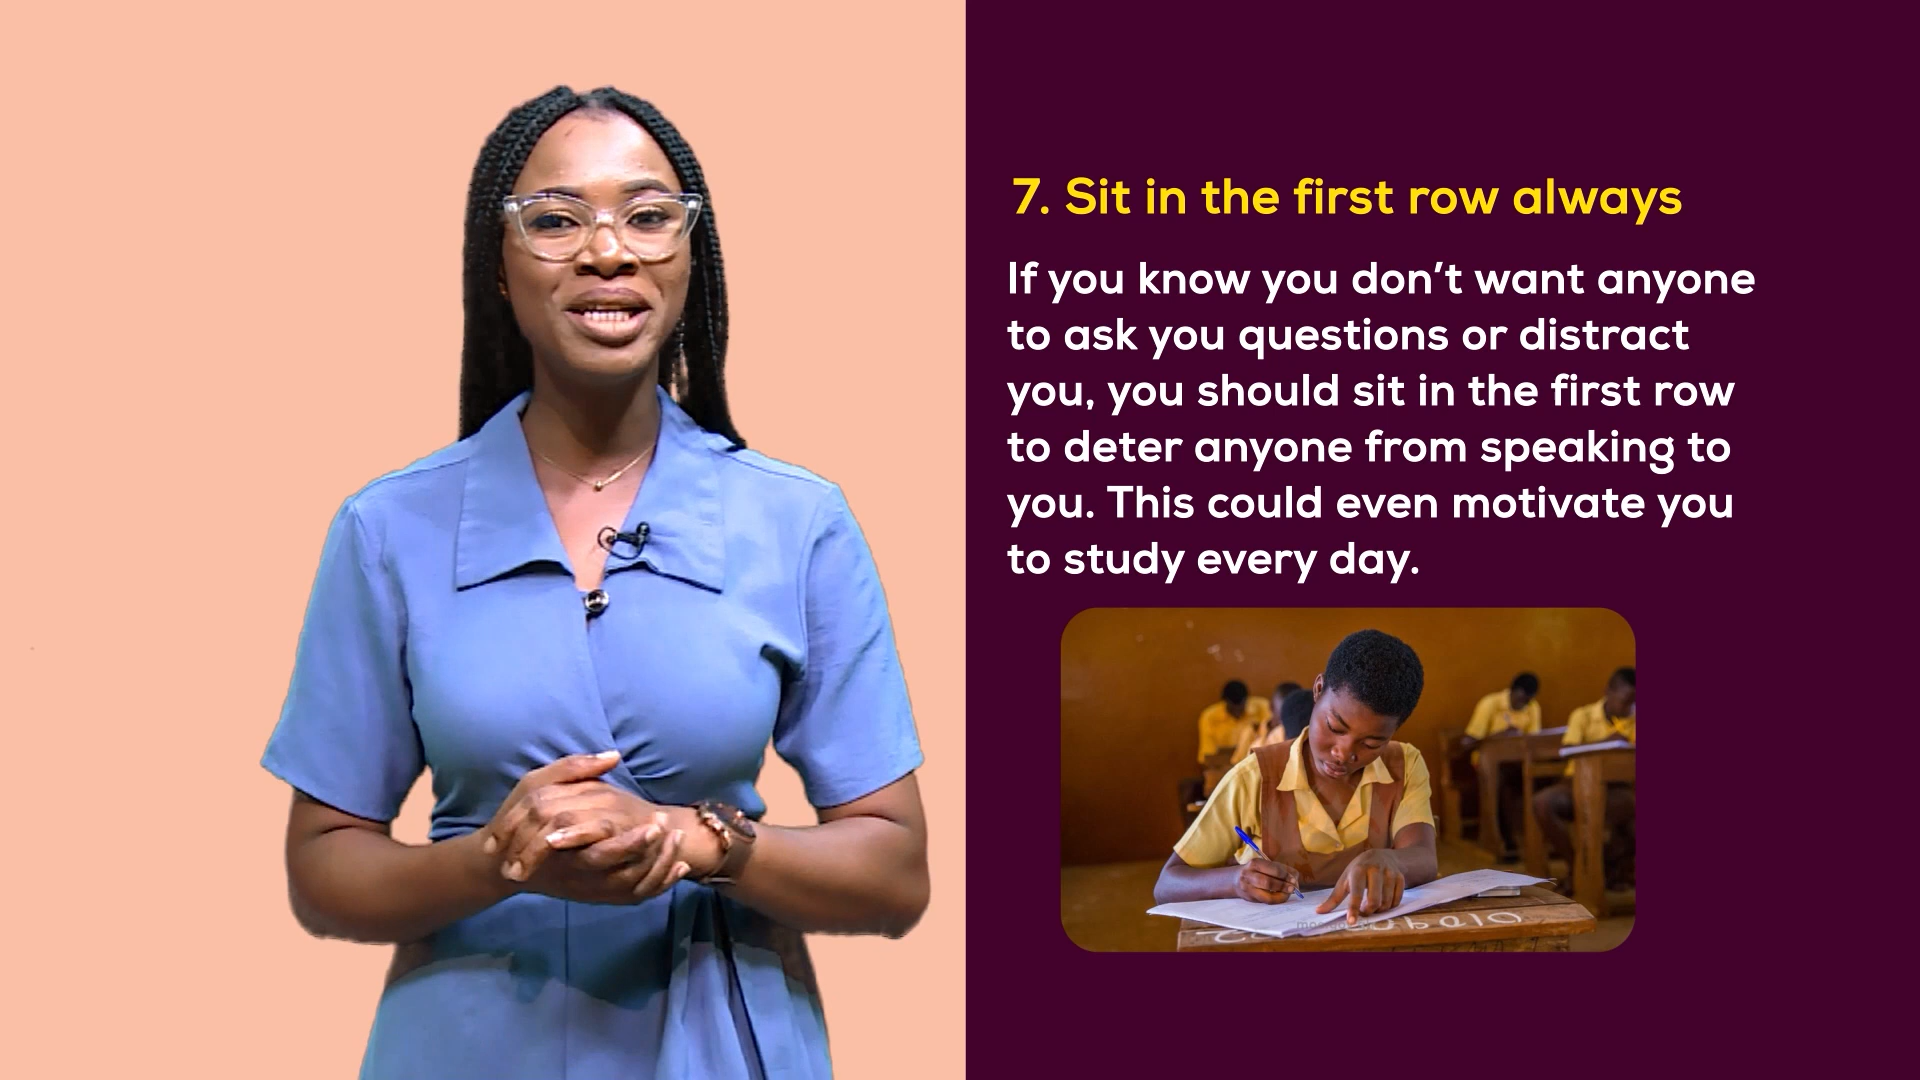 7. Sit in the first row always
If you know you don’t want anyone
to ask you questions or distract
you, you should sit in the first row
to deter anyone from speaking to
you. This could even motivate you
to study every day.